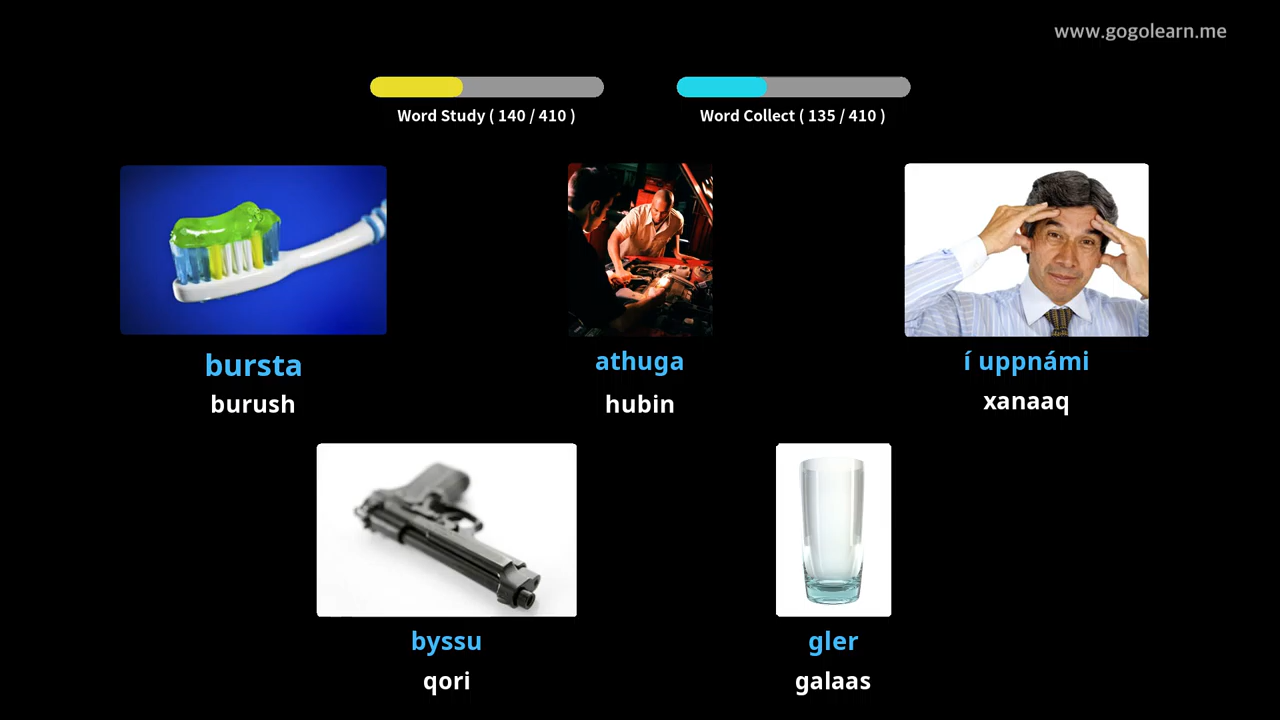 www.gogolearn.me
Word Study ( 140 / 410 )
Word Collect ( 135 / 410 )
bursta
burush
athuga
hubin
í uppnámi
xanaaq
byssu
qori
gler
galaas